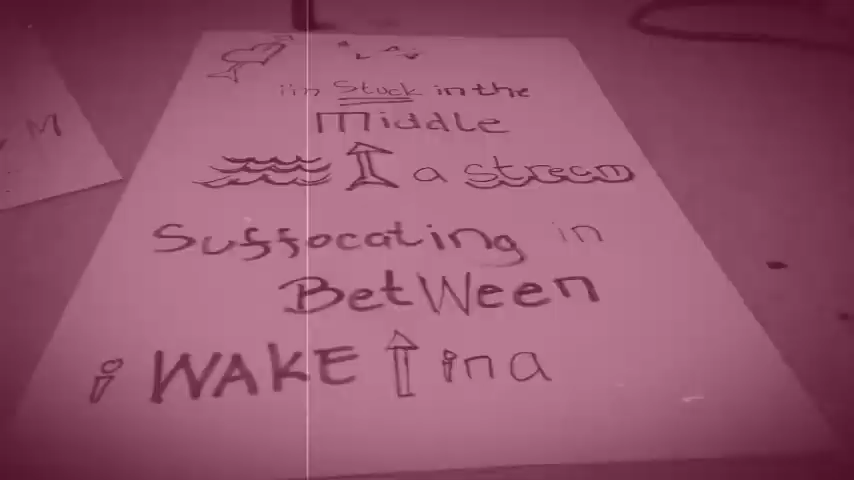 i'm Stuck in the
Middle
a stream
Suffocating in
BetWeen
i WAKE in a
M